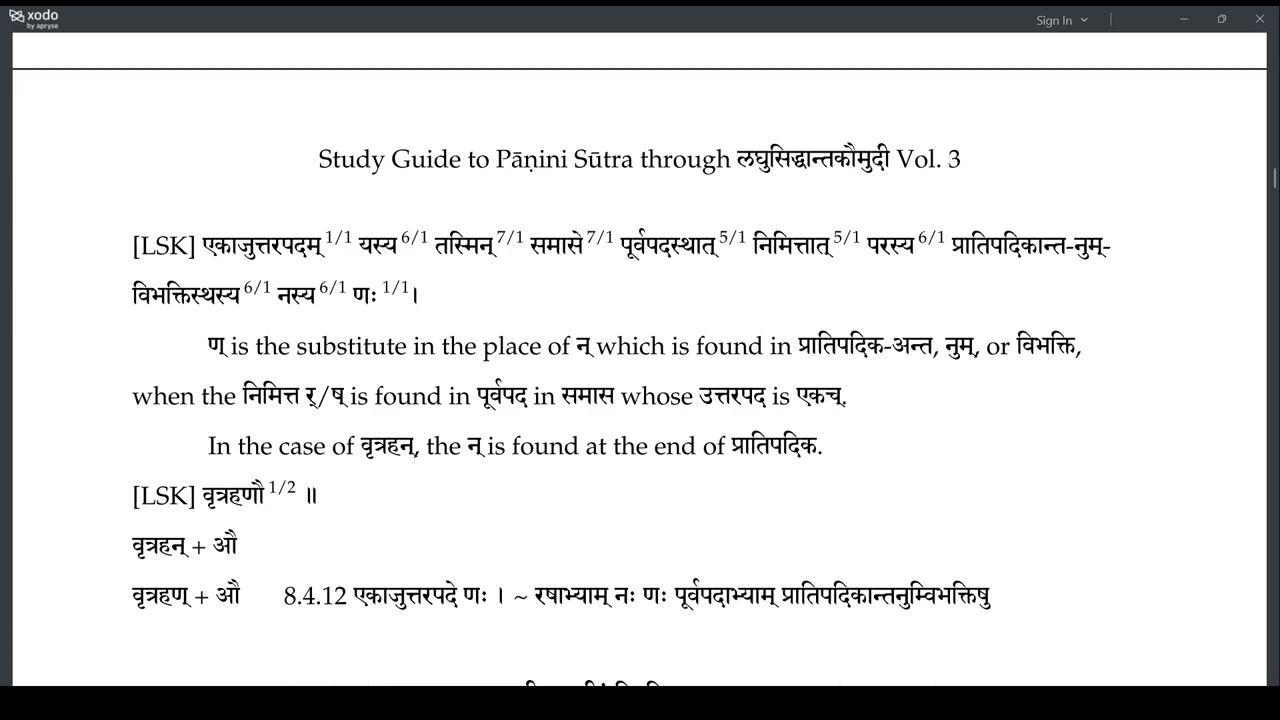 xodo
by apryse
Sign In
Study Guide to Pāṇini Sūtra through लघुसिद्धान्तकौमुदी Vol. 3
[LSK] एकाजुत्तरपदम् 1/1 यस्य 6/1 तस्मिन् 7/1 समासे 7/1 पूर्वपदस्थात् 5/1 निमित्तात् 5/1 परस्य 6/1 प्रातिपदिकान्त-नुम्-
विभक्तिस्थस्य 6/1 नस्य 6/1 णः 1/1।
ण् is the substitute in the place of न् which is found in प्रातिपदिक-अन्त, नुम्, or विभक्ति,
when the निमित्त र्/ष् is found in पूर्वपद in समास whose उत्तरपद is एकच्.
In the case of वृत्रहन्, the न् is found at the end of प्रातिपदिक.
[LSK] वृत्रहणौ 1/2 ॥
वृत्रहन् + औ
वृत्रहण् + औ 8.4.12 एकाजुत्तरपदे णः । ~ रषाभ्याम् नः णः पूर्वपदाभ्याम् प्रातिपदिकान्तनुम्विभक्तिषु